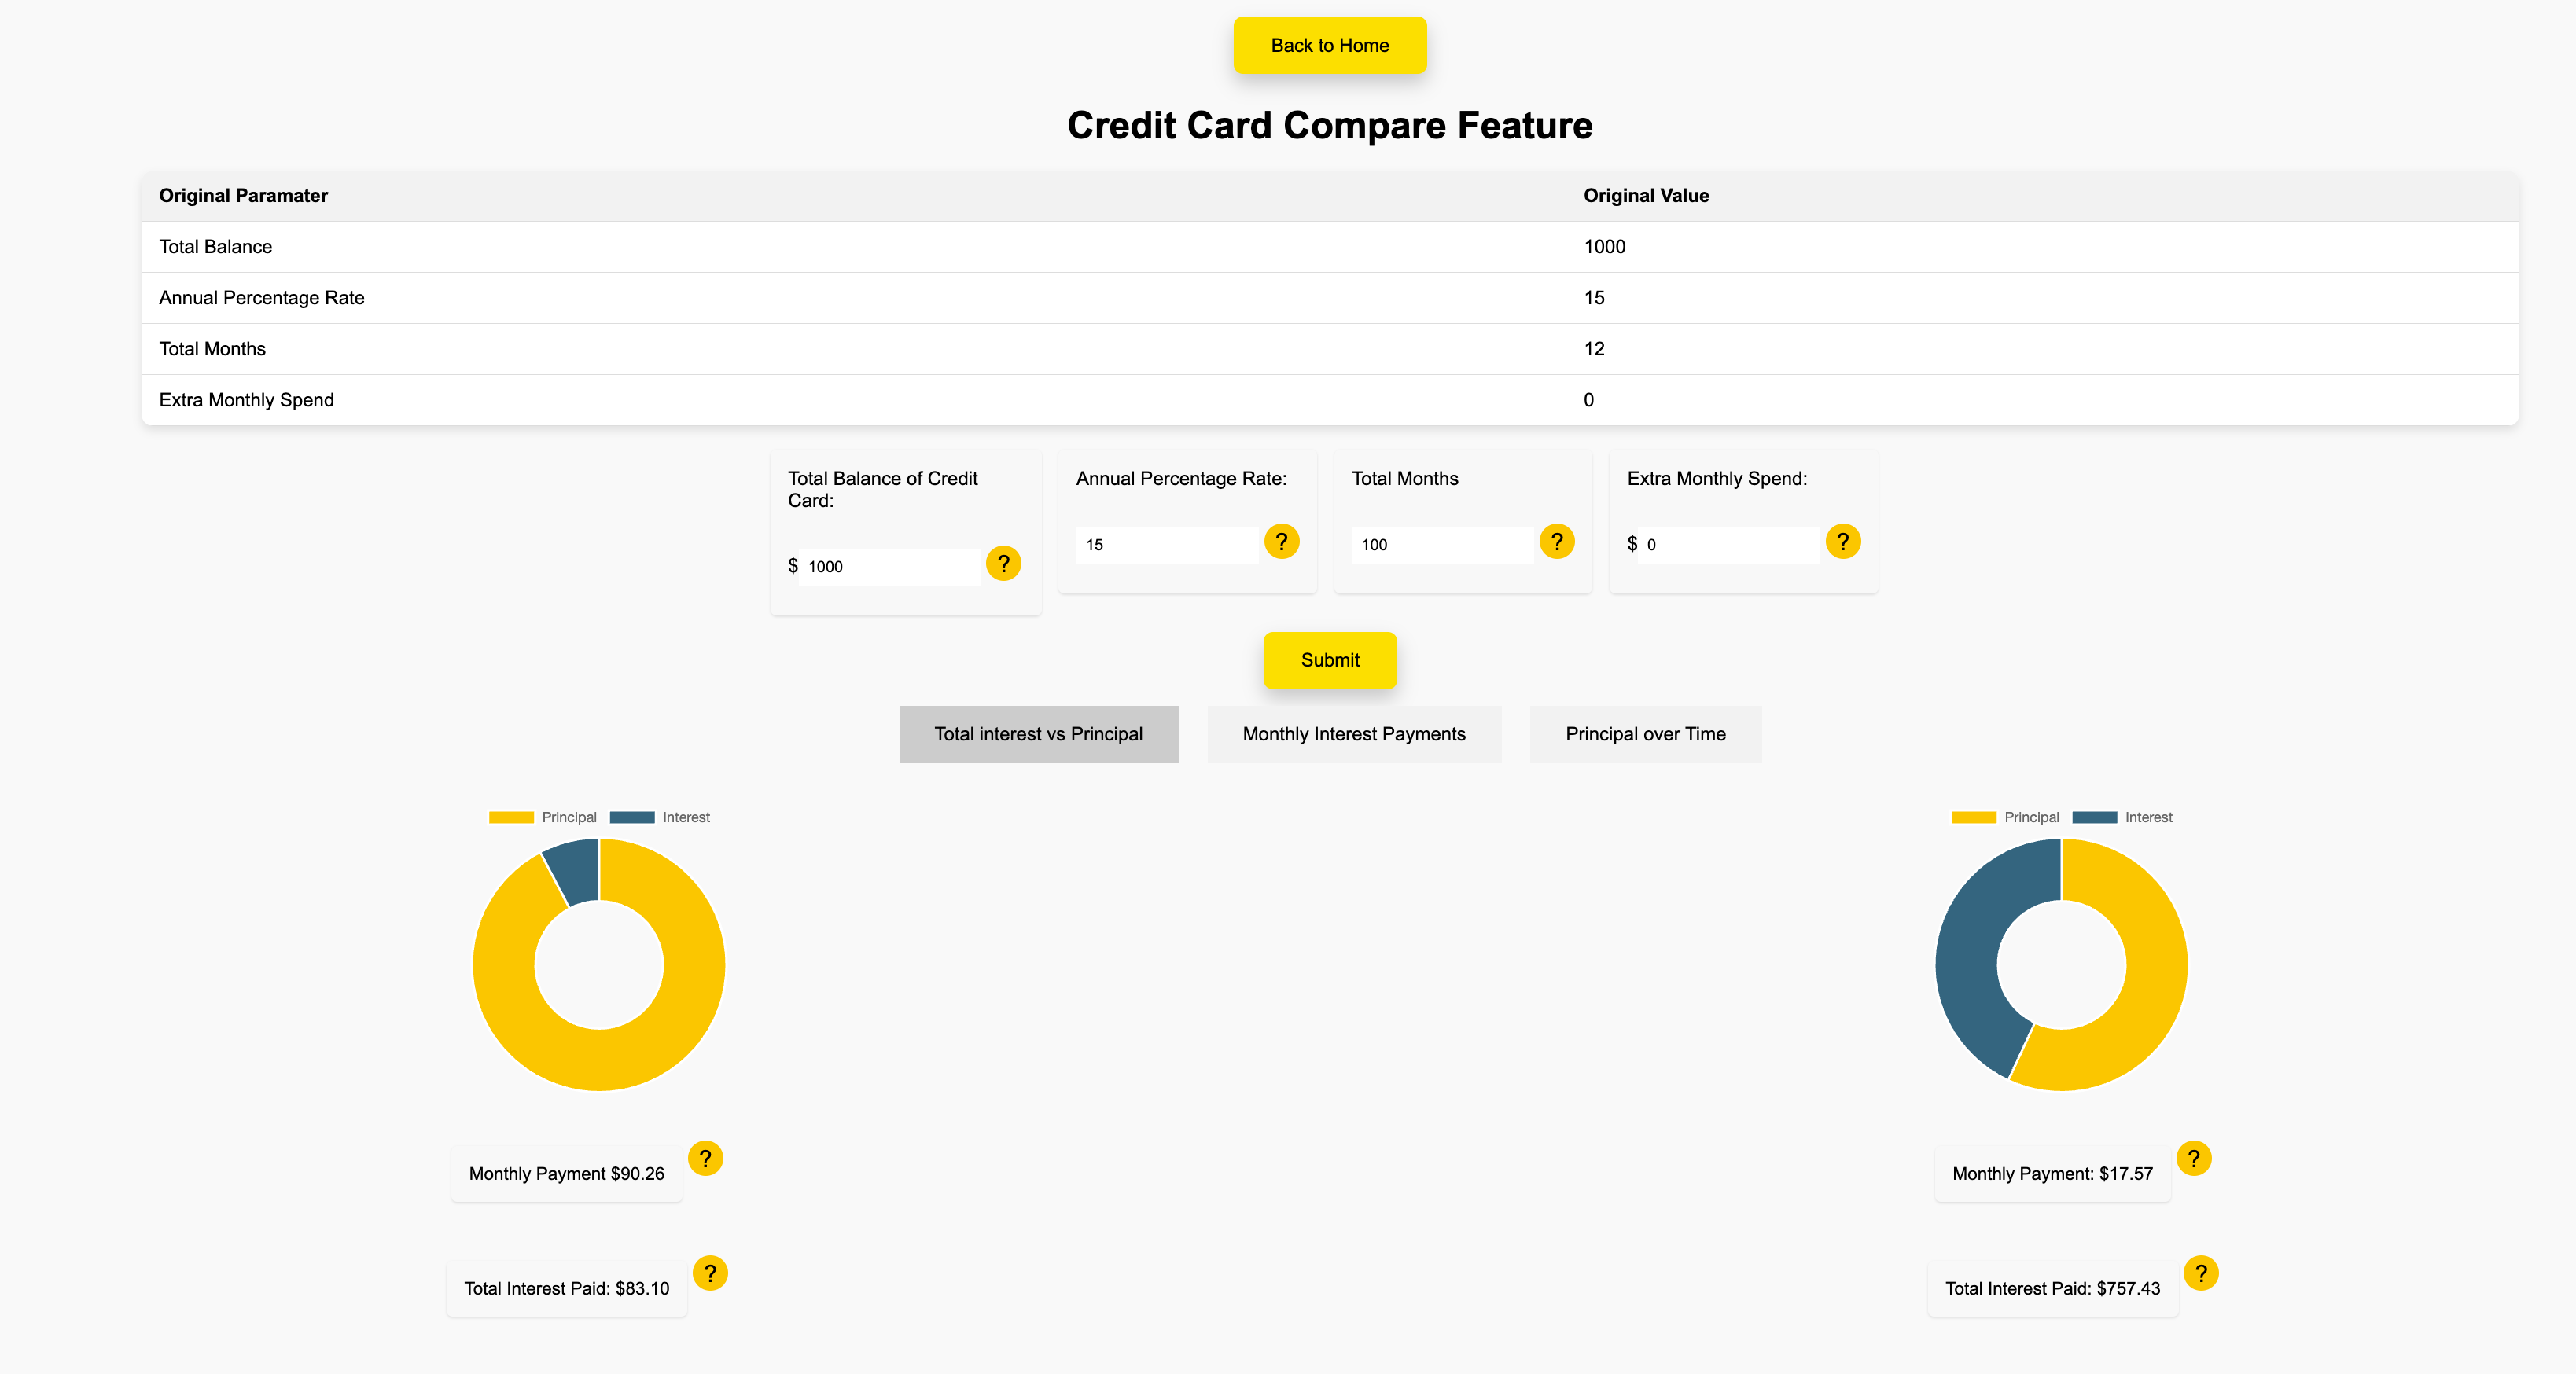 Back to Home
Credit Card Compare Feature
Original Paramater Original Value
Total Balance 1000
Annual Percentage Rate 15
Total Months 12
Extra Monthly Spend 0
Total Balance of Credit
Card:
$ 1000 ?
Annual Percentage Rate:
15 ?
Total Months
100 ?
Extra Monthly Spend:
$ 0 ?
Submit
Total interest vs Principal Monthly Interest Payments Principal over Time
Principal Interest
Monthly Payment $90.26 ?
Total Interest Paid: $83.10 ?
Principal Interest
Monthly Payment: $17.57 ?
Total Interest Paid: $757.43 ?